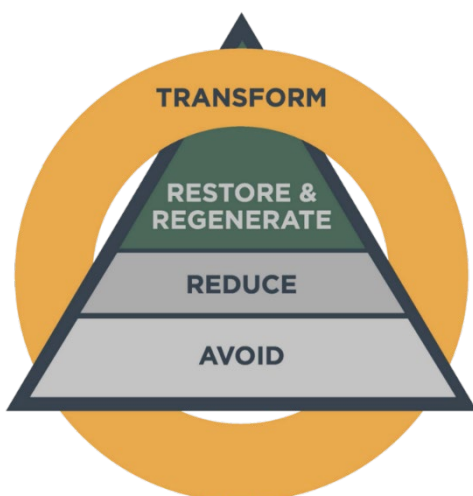 TRANSFORM
RESTORE &
REGENERATE
REDUCE
AVOID